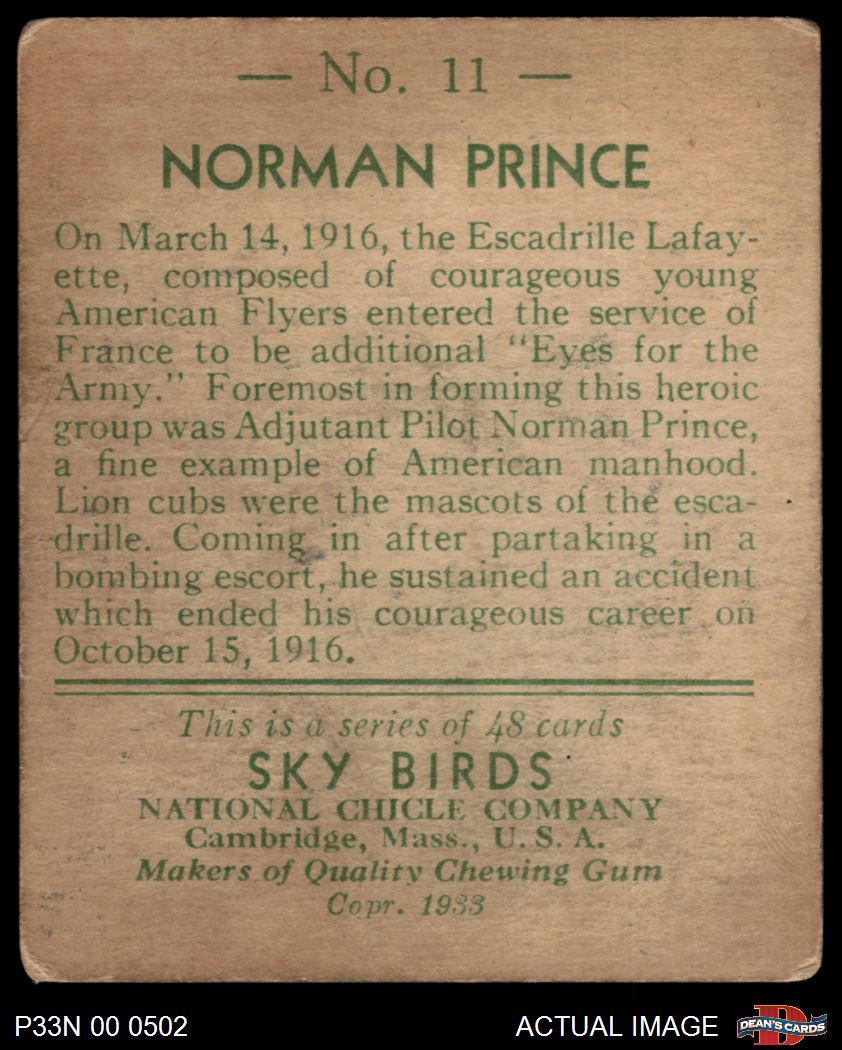 — No. 11 —
NORMAN PRINCE
On March 14, 1916, the Escadrille Lafay-
ette, composed of courageous young
American Flyers entered the service of
France to be additional “Eyes for the
Army.” Foremost in forming this heroic
group was Adjutant Pilot Norman Prince,
a fine example of American manhood.
Lion cubs were the mascots of the esca-
drille. Coming in after partaking in a
bombing escort, he sustained an accident
which ended his courageous career on
October 15, 1916.
This is a series of 48 cards
SKY BIRDS
NATIONAL CHICLE COMPANY
Cambridge, Mass., U. S. A.
Makers of Quality Chewing Gum
Copr. 1933
P33N 00 0502
ACTUAL IMAGE
D
DEAN'S CARDS